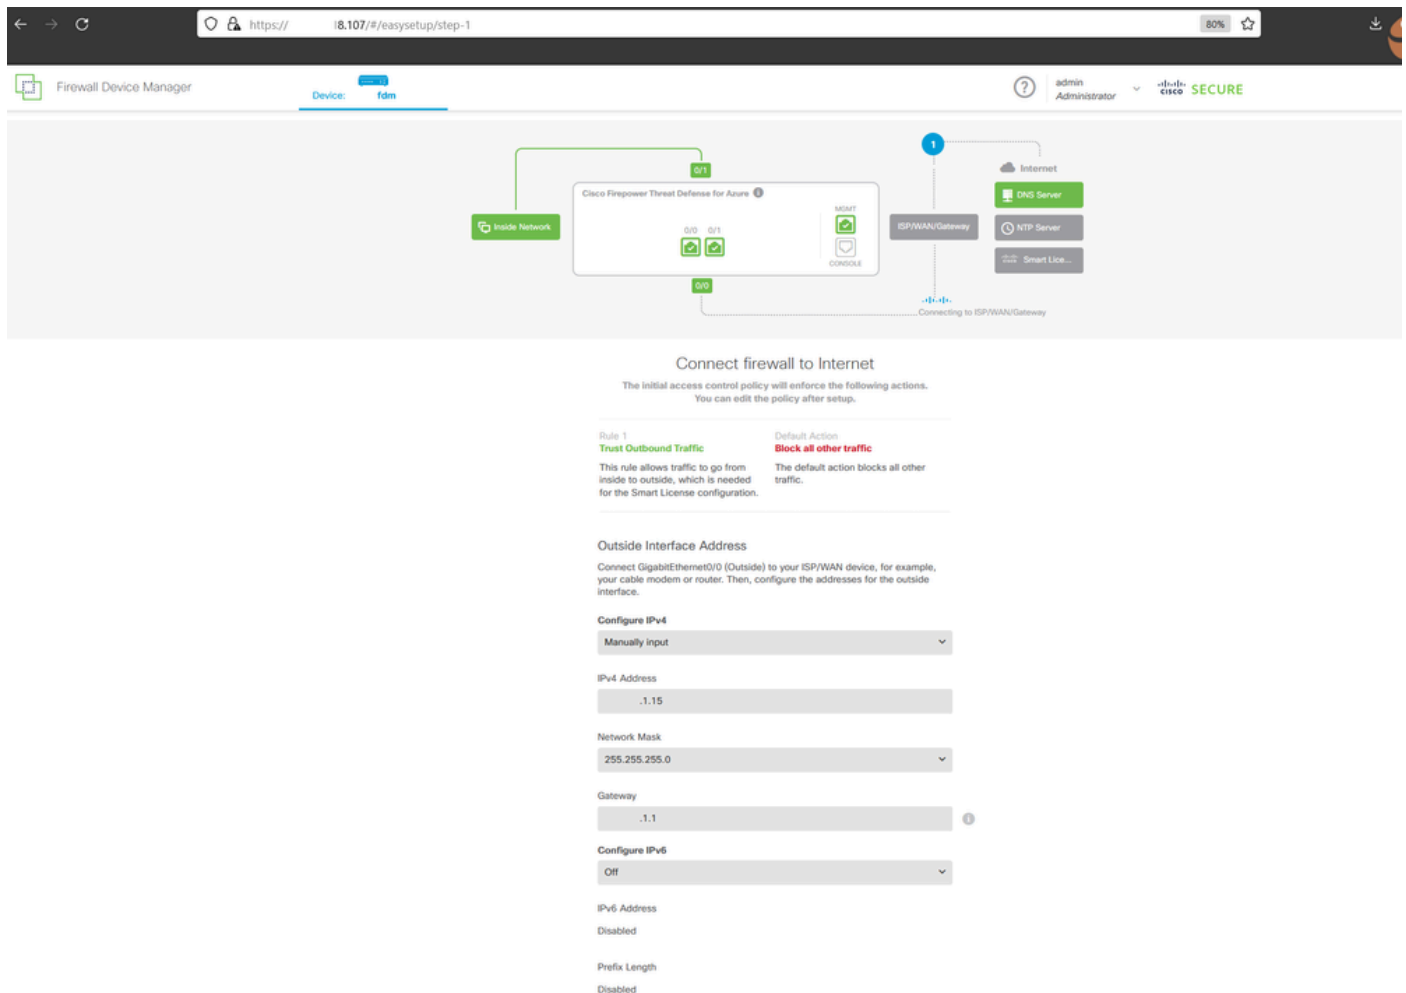 https:// 8.107/#/easysetup/step-1
80%
Firewall Device Manager
Device: fdm
admin
Administrator
CISCO SECURE
1
0/1
Internet
Cisco Firepower Threat Defense for Azure
DNS Server
MGMT
Inside Network
0/0 0/1
ISP/WAN/Gateway
NTP Server
CONSOLE
Smart Lice...
0/0
Connecting to ISP/WAN/Gateway
Connect firewall to Internet
The initial access control policy will enforce the following actions.
You can edit the policy after setup.
Rule 1
Trust Outbound Traffic
This rule allows traffic to go from
inside to outside, which is needed
for the Smart License configuration.
Default Action
Block all other traffic
The default action blocks all other
traffic.
Outside Interface Address
Connect GigabitEthernet0/0 (Outside) to your ISP/WAN device, for example,
your cable modem or router. Then, configure the addresses for the outside
interface.
Configure IPv4
Manually input
IPv4 Address
.1.15
Network Mask
255.255.255.0
Gateway
.1.1
Configure IPv6
Off
IPv6 Address
Disabled
Prefix Length
Disabled